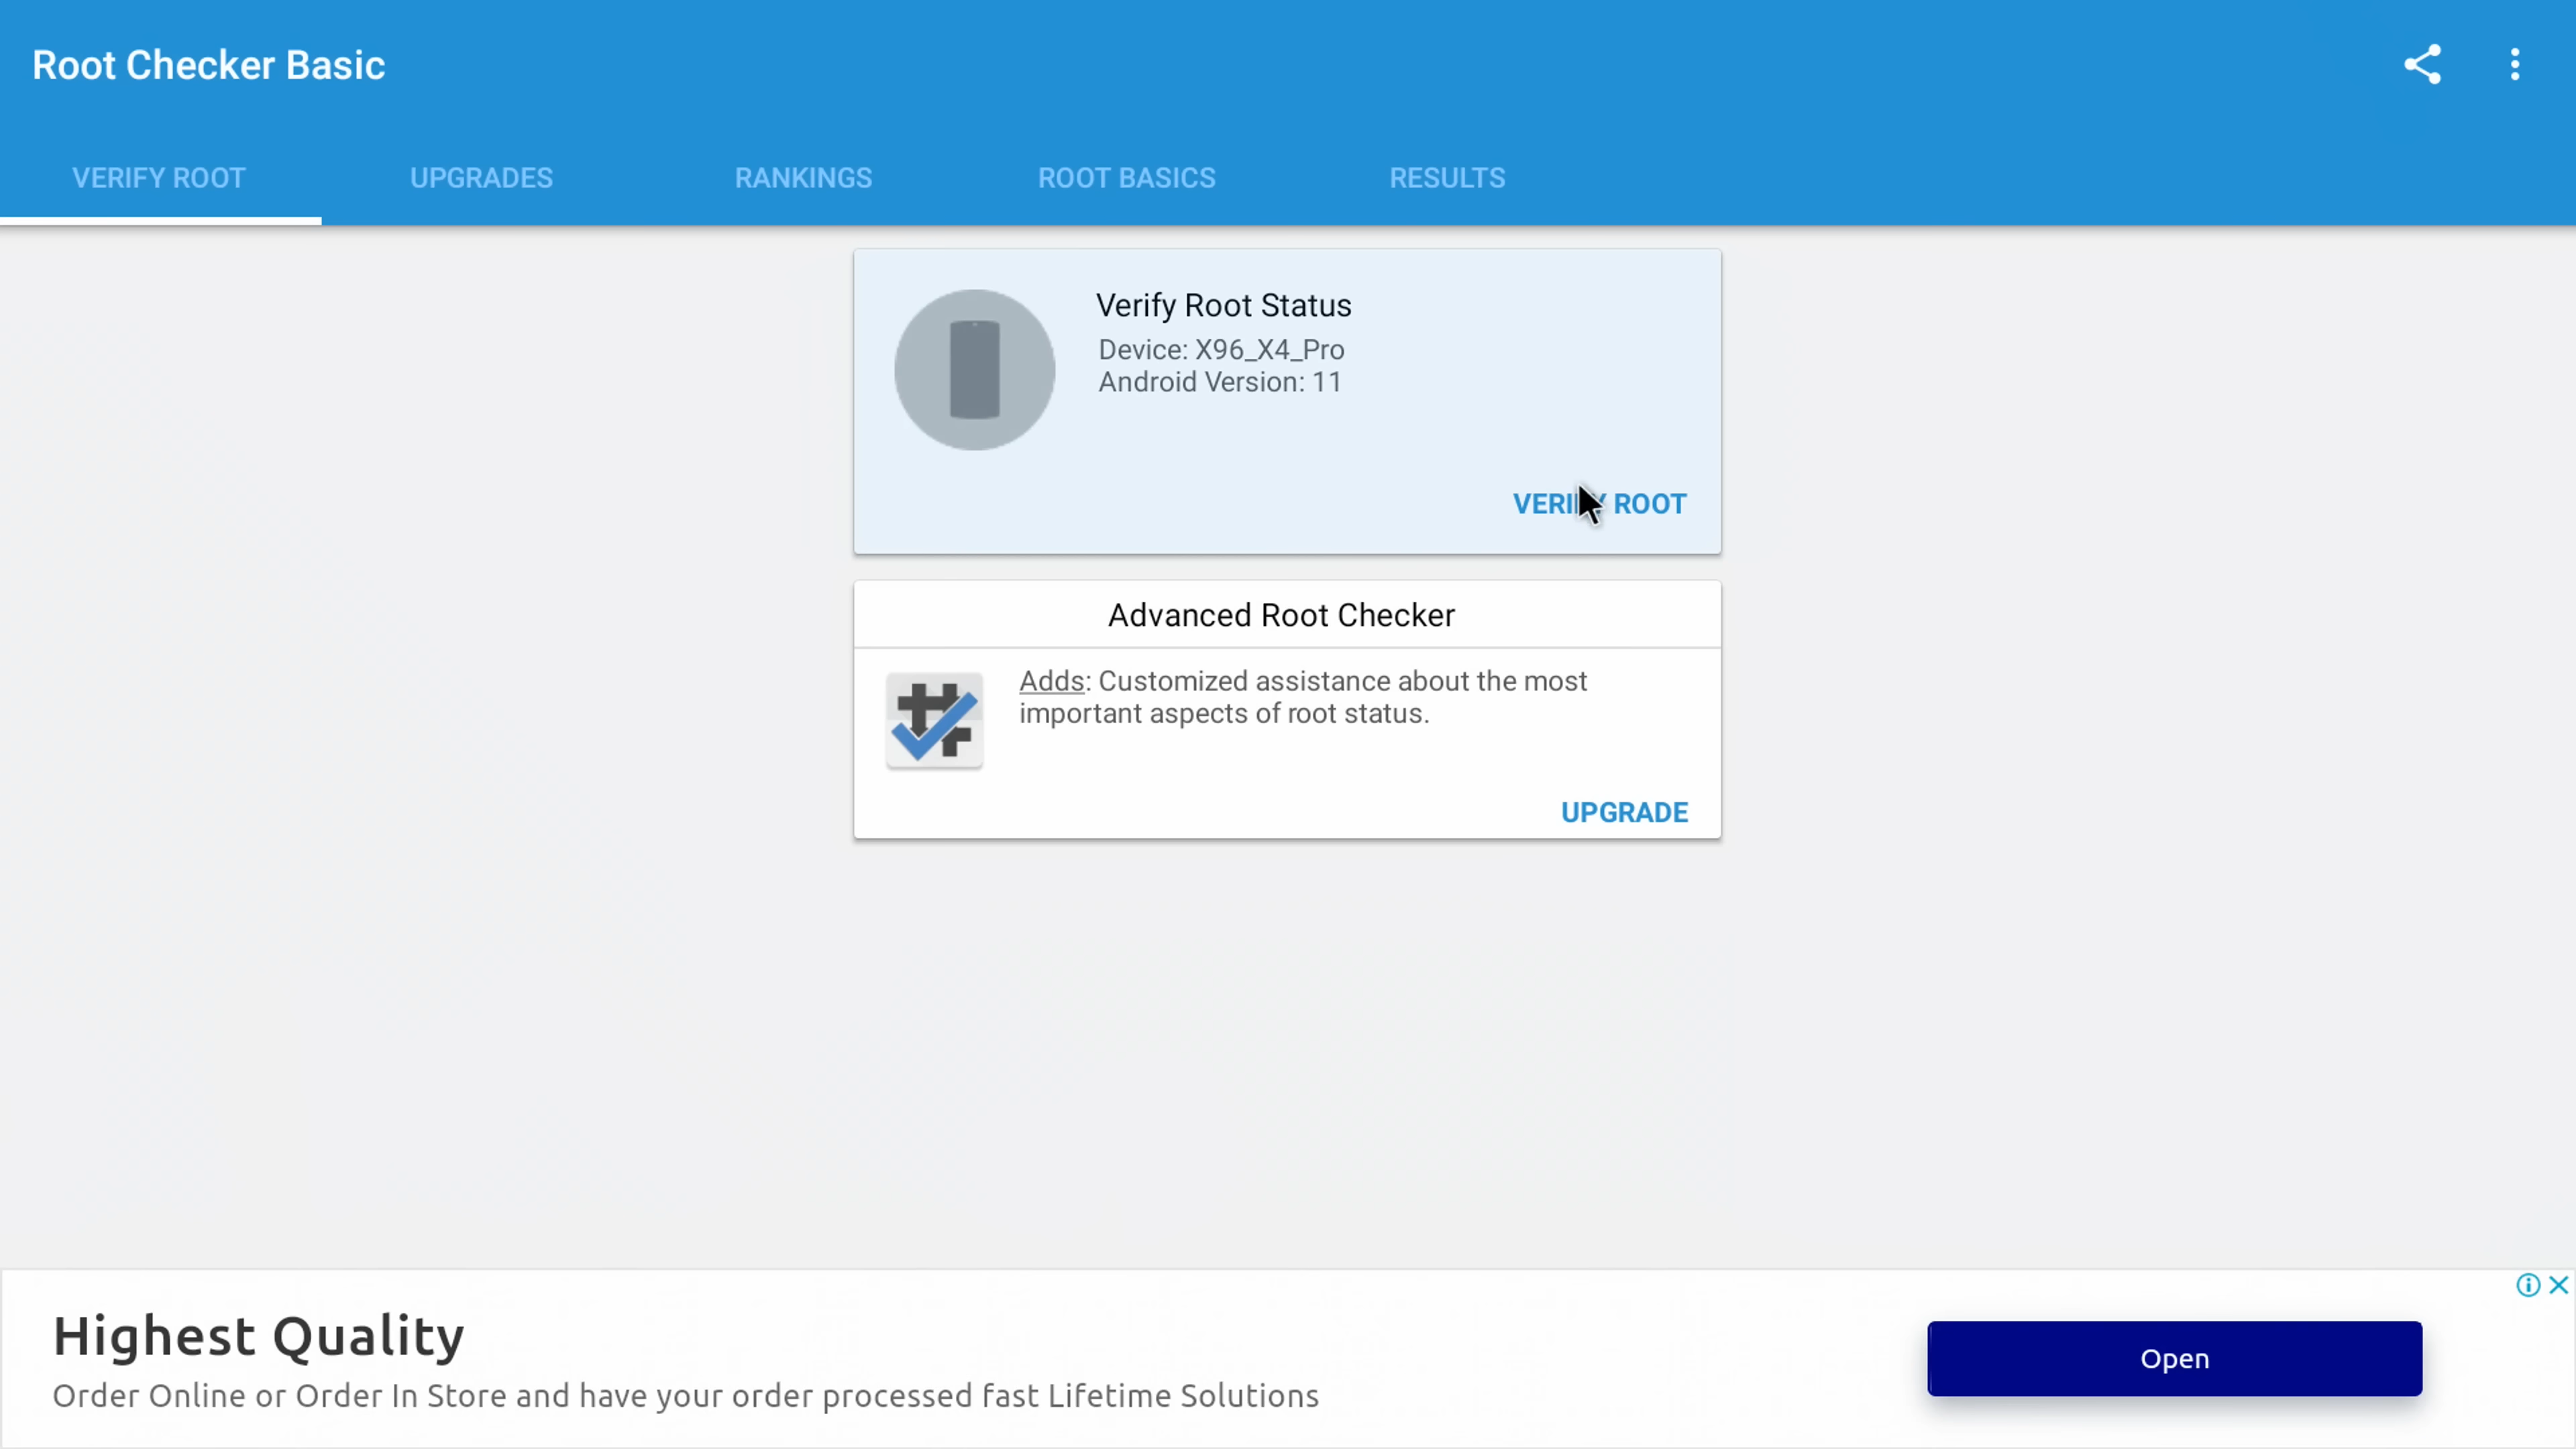 Root Checker Basic
VERIFY ROOT
UPGRADES
RANKINGS
ROOT BASICS
RESULTS
Verify Root Status
Device: X96_X4_Pro
Android Version: 11
VERIFY ROOT
Advanced Root Checker
Adds: Customized assistance about the most
important aspects of root status.
UPGRADE
Highest Quality
Order Online or Order In Store and have your order processed fast Lifetime Solutions
Open